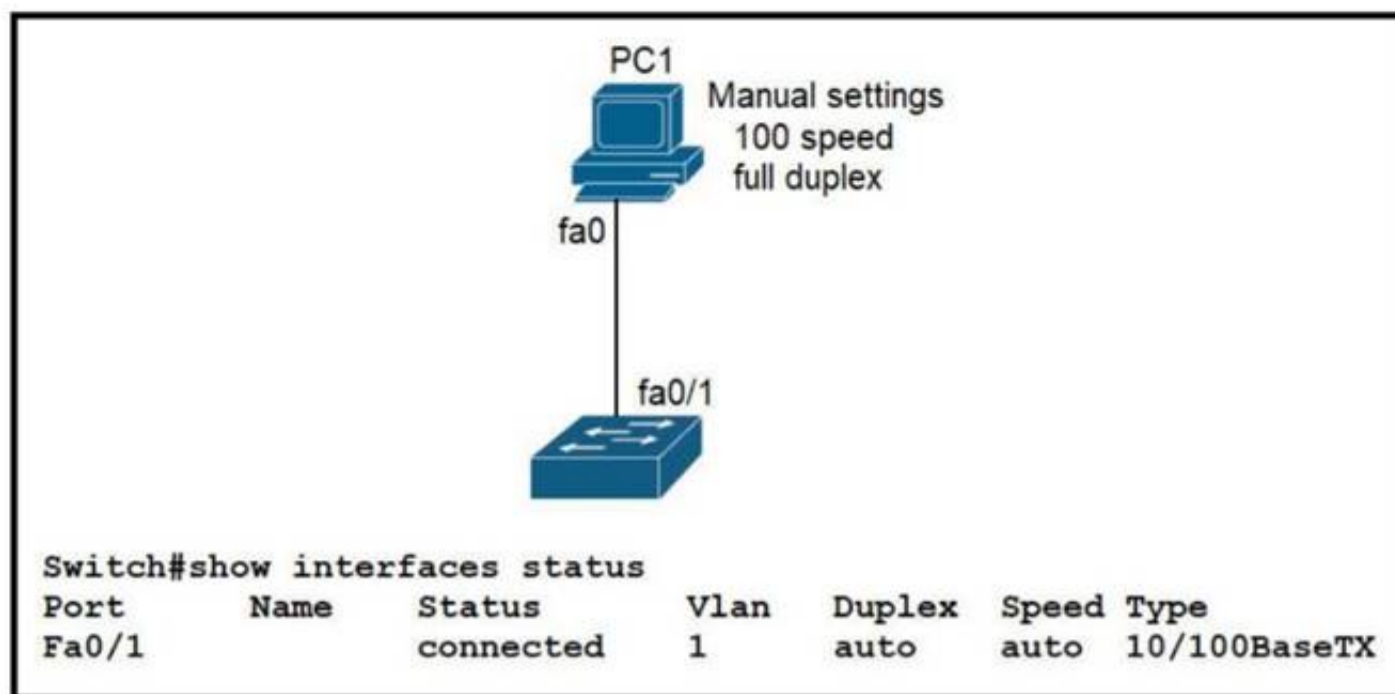 PC1
Manual settings
100 speed
full duplex
fa0
fa0/1
Switch#show interfaces status
Port Name Status Vlan Duplex Speed Type
Fa0/1 connected 1 auto auto 10/100BaseTX